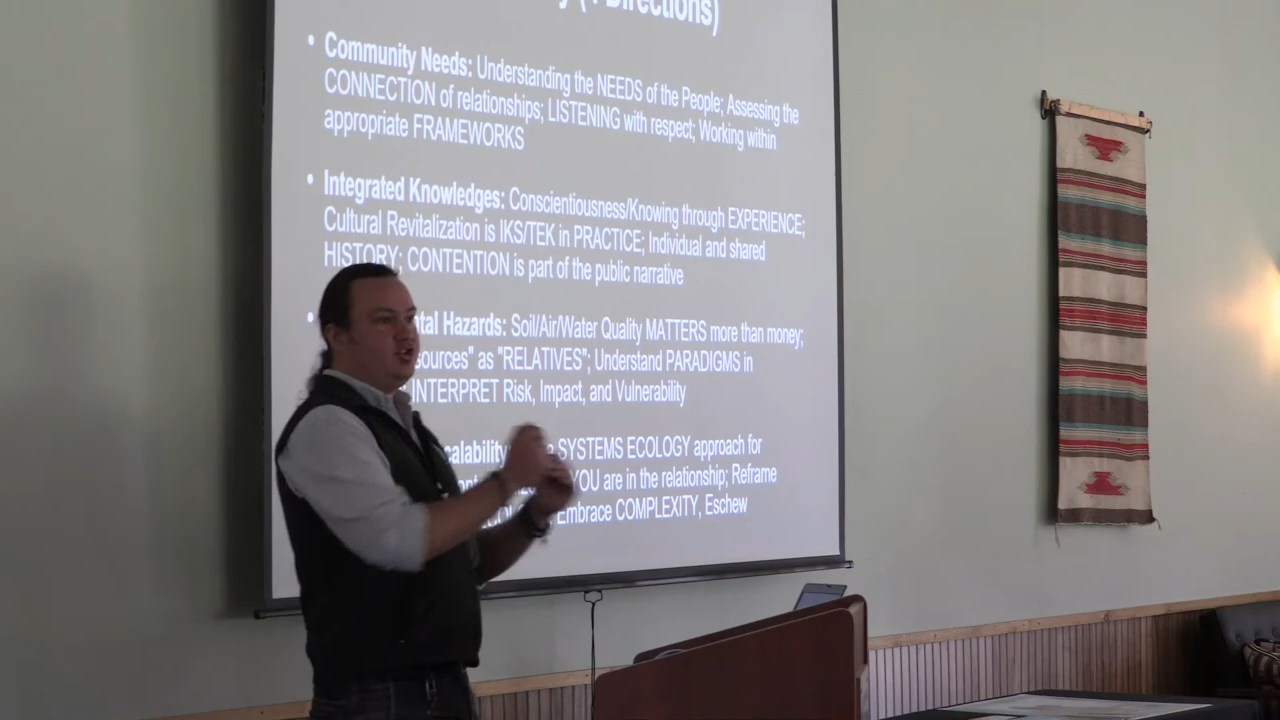 Directions)
• Community Needs: Understanding the NEEDS of the People; Assessing the
CONNECTION of relationships; LISTENING with respect; Working within
appropriate FRAMEWORKS
• Integrated Knowledges: Conscientiousness/Knowing through EXPERIENCE;
Cultural Revitalization is IKS/TEK in PRACTICE; Individual and shared
HISTORY; CONTENTION is part of the public narrative
• tal Hazards: Soil/Air/Water Quality MATTERS more than money;
sources" as "RELATIVES"; Understand PARADIGMS in
INTERPRET Risk, Impact, and Vulnerability
calability: SYSTEMS ECOLOGY approach for
YOU are in the relationship; Reframe
Embrace COMPLEXITY, Eschew